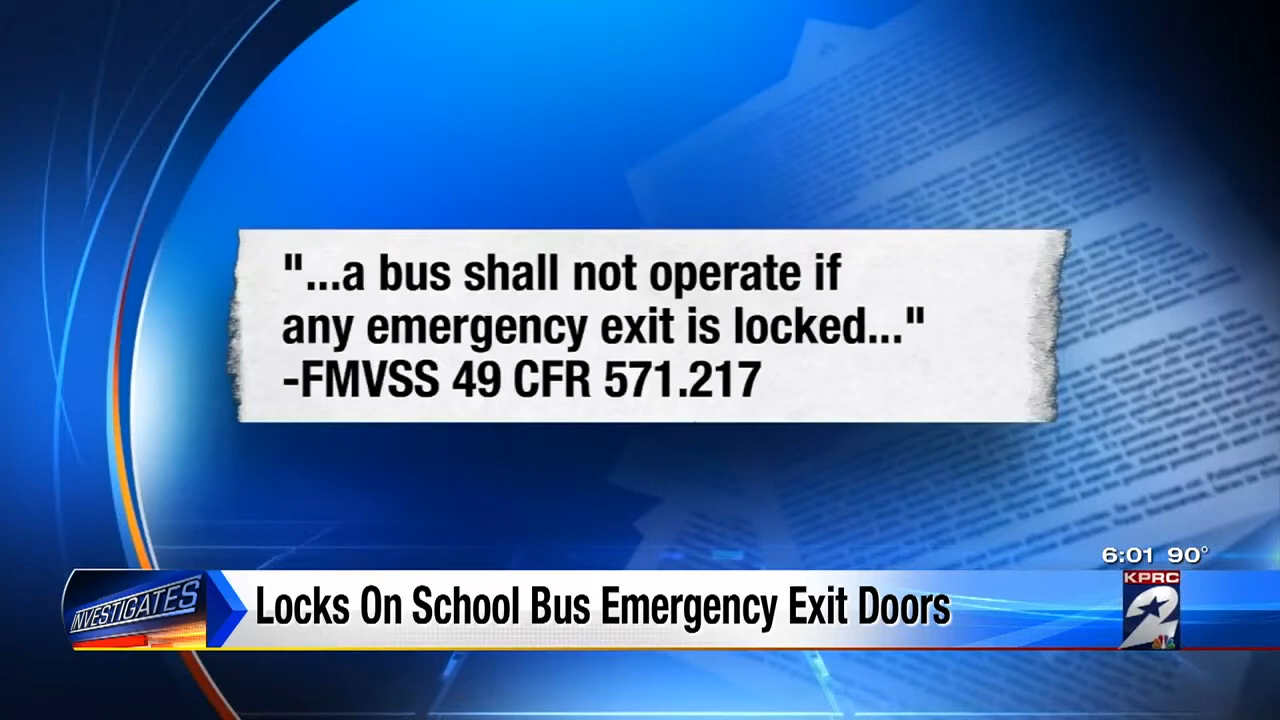 "...a bus shall not operate if
any emergency exit is locked..."
-FMVSS 49 CFR 571.217
6:01 90°
KPRC
2
INVESTIGATES
Locks On School Bus Emergency Exit Doors